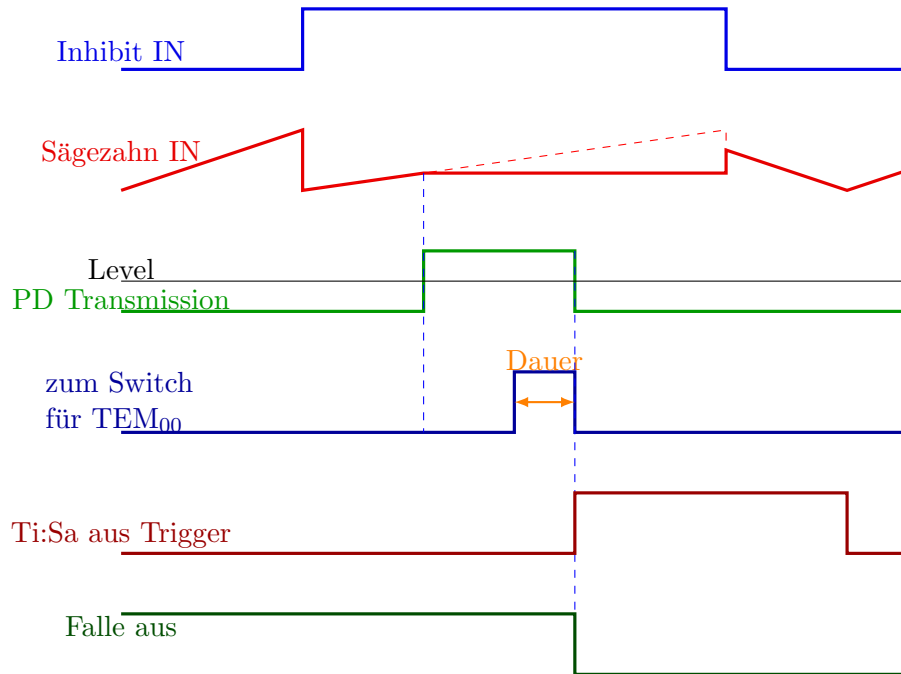 Inhibit IN
Sägezahn IN
Level
PD Transmission
Dauer
zum Switch
für TEM₀₀
Ti:Sa aus Trigger
Falle aus